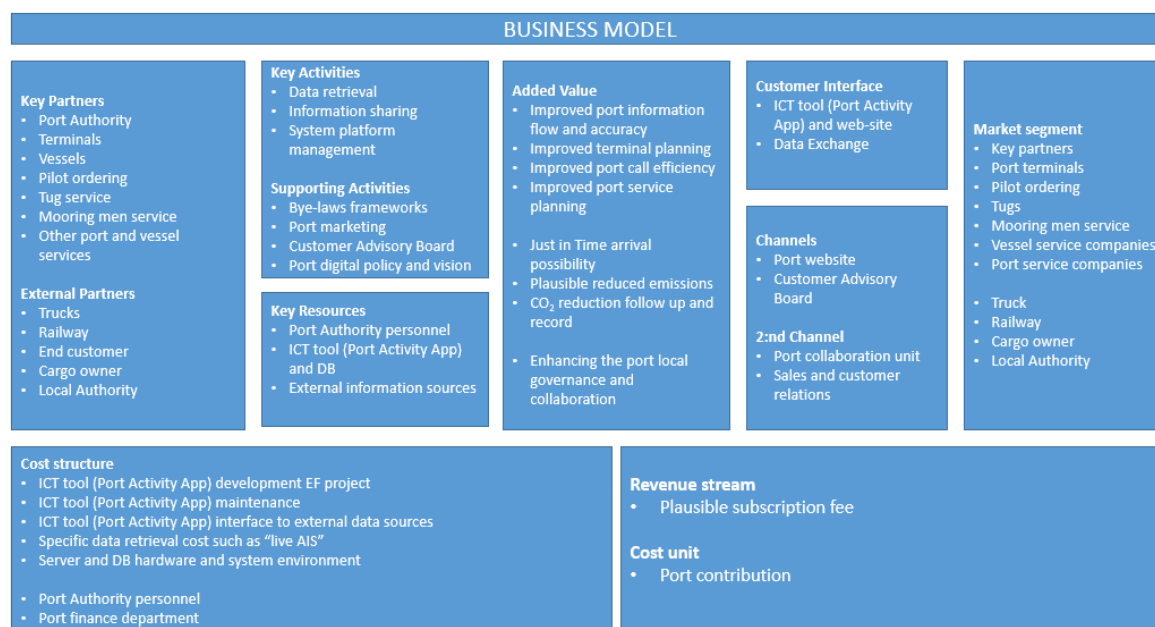 BUSINESS MODEL
Key Partners
• Port Authority
• Terminals
• Vessels
• Pilot ordering
• Tug service
• Mooring men service
• Other port and vessel
services
External Partners
• Trucks
• Railway
• End customer
• Cargo owner
• Local Authority
Key Activities
• Data retrieval
• Information sharing
• System platform
management
Supporting Activities
• Bye-laws frameworks
• Port marketing
• Customer Advisory Board
• Port digital policy and vision
Key Resources
• Port Authority personnel
• ICT tool (Port Activity App)
and DB
• External information sources
Added Value
• Improved port information
flow and accuracy
• Improved terminal planning
• Improved port call efficiency
• Improved port service
planning
• Just in Time arrival
possibility
• Plausible reduced emissions
• CO₂ reduction follow up and
record
• Enhancing the port local
governance and
collaboration
Customer Interface
• ICT tool (Port Activity
App) and web-site
• Data Exchange
Channels
• Port website
• Customer Advisory
Board
2:nd Channel
• Port collaboration unit
• Sales and customer
relations
Market segment
• Key partners
• Port terminals
• Pilot ordering
• Tugs
• Mooring men service
• Vessel service companies
• Port service companies
• Truck
• Railway
• Cargo owner
• Local Authority
Cost structure
• ICT tool (Port Activity App) development EF project
• ICT tool (Port Activity App) maintenance
• ICT tool (Port Activity App) interface to external data sources
• Specific data retrieval cost such as “live AIS”
• Server and DB hardware and system environment
• Port Authority personnel
• Port finance department
Revenue stream
• Plausible subscription fee
Cost unit
• Port contribution